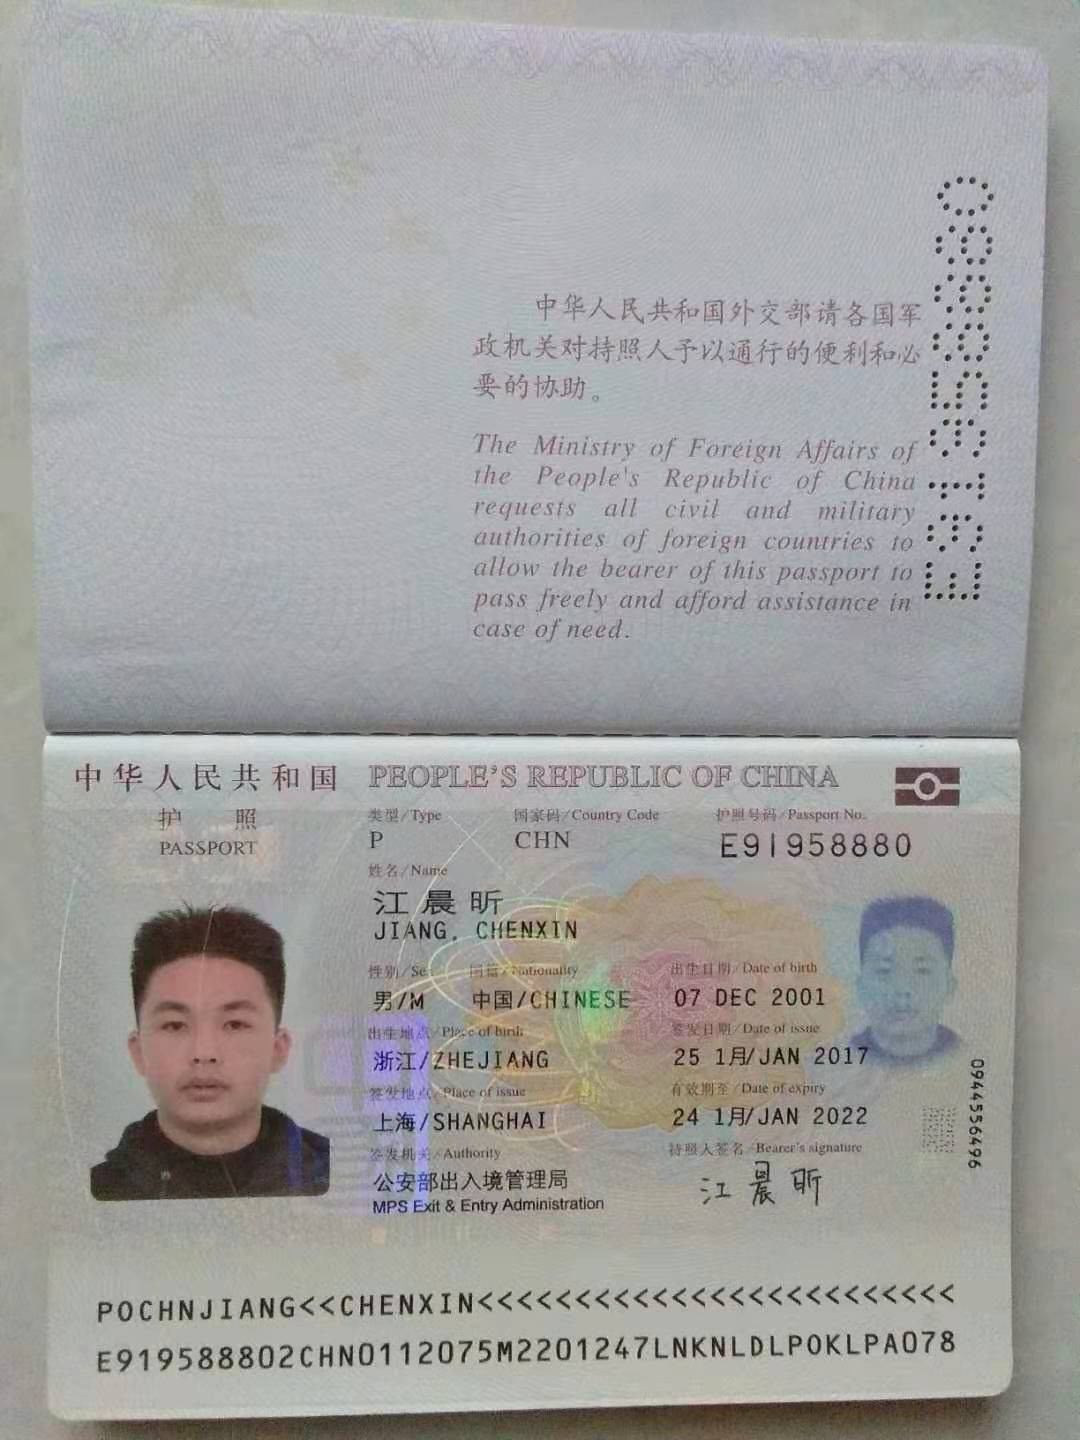 中华人民共和国外交部请各国军
政机关对持照人予以通行的便利和必
要的协助。
The Ministry of Foreign Affairs of
the People's Republic of China
requests all civil and military
authorities of foreign countries to
allow the bearer of this passport to
pass freely and afford assistance in
case of need.
E91958880
中华人民共和国 PEOPLE'S REPUBLIC OF CHINA
护 照
PASSPORT
类型/Type 国家码/Country Code 护照号码/Passport No.
P CHN E91958880
姓名/Name
江晨昕
JIANG, CHENXIN
性别/Se 国籍/Nationality 出生日期/Date of birth
男/M 中国/CHINESE 07 DEC 2001
出生地点/Place of birth 签发日期/Date of issue
浙江/ZHEJIANG 25 1月/JAN 2017
签发地点/Place of issue 有效期至/Date of expiry
上海/SHANGHAI 24 1月/JAN 2022
签发机关/Authority 持照人签名/Bearer's signature
公安部出入境管理局 江晨昕
MPS Exit & Entry Administration
094456496
POCHNJIANG<<CHENXIN<<<<<<<<<<<<<<<<<<<<<<<<<
E919588802CHN0112075M2201247LNKNLDLPOKLPA078